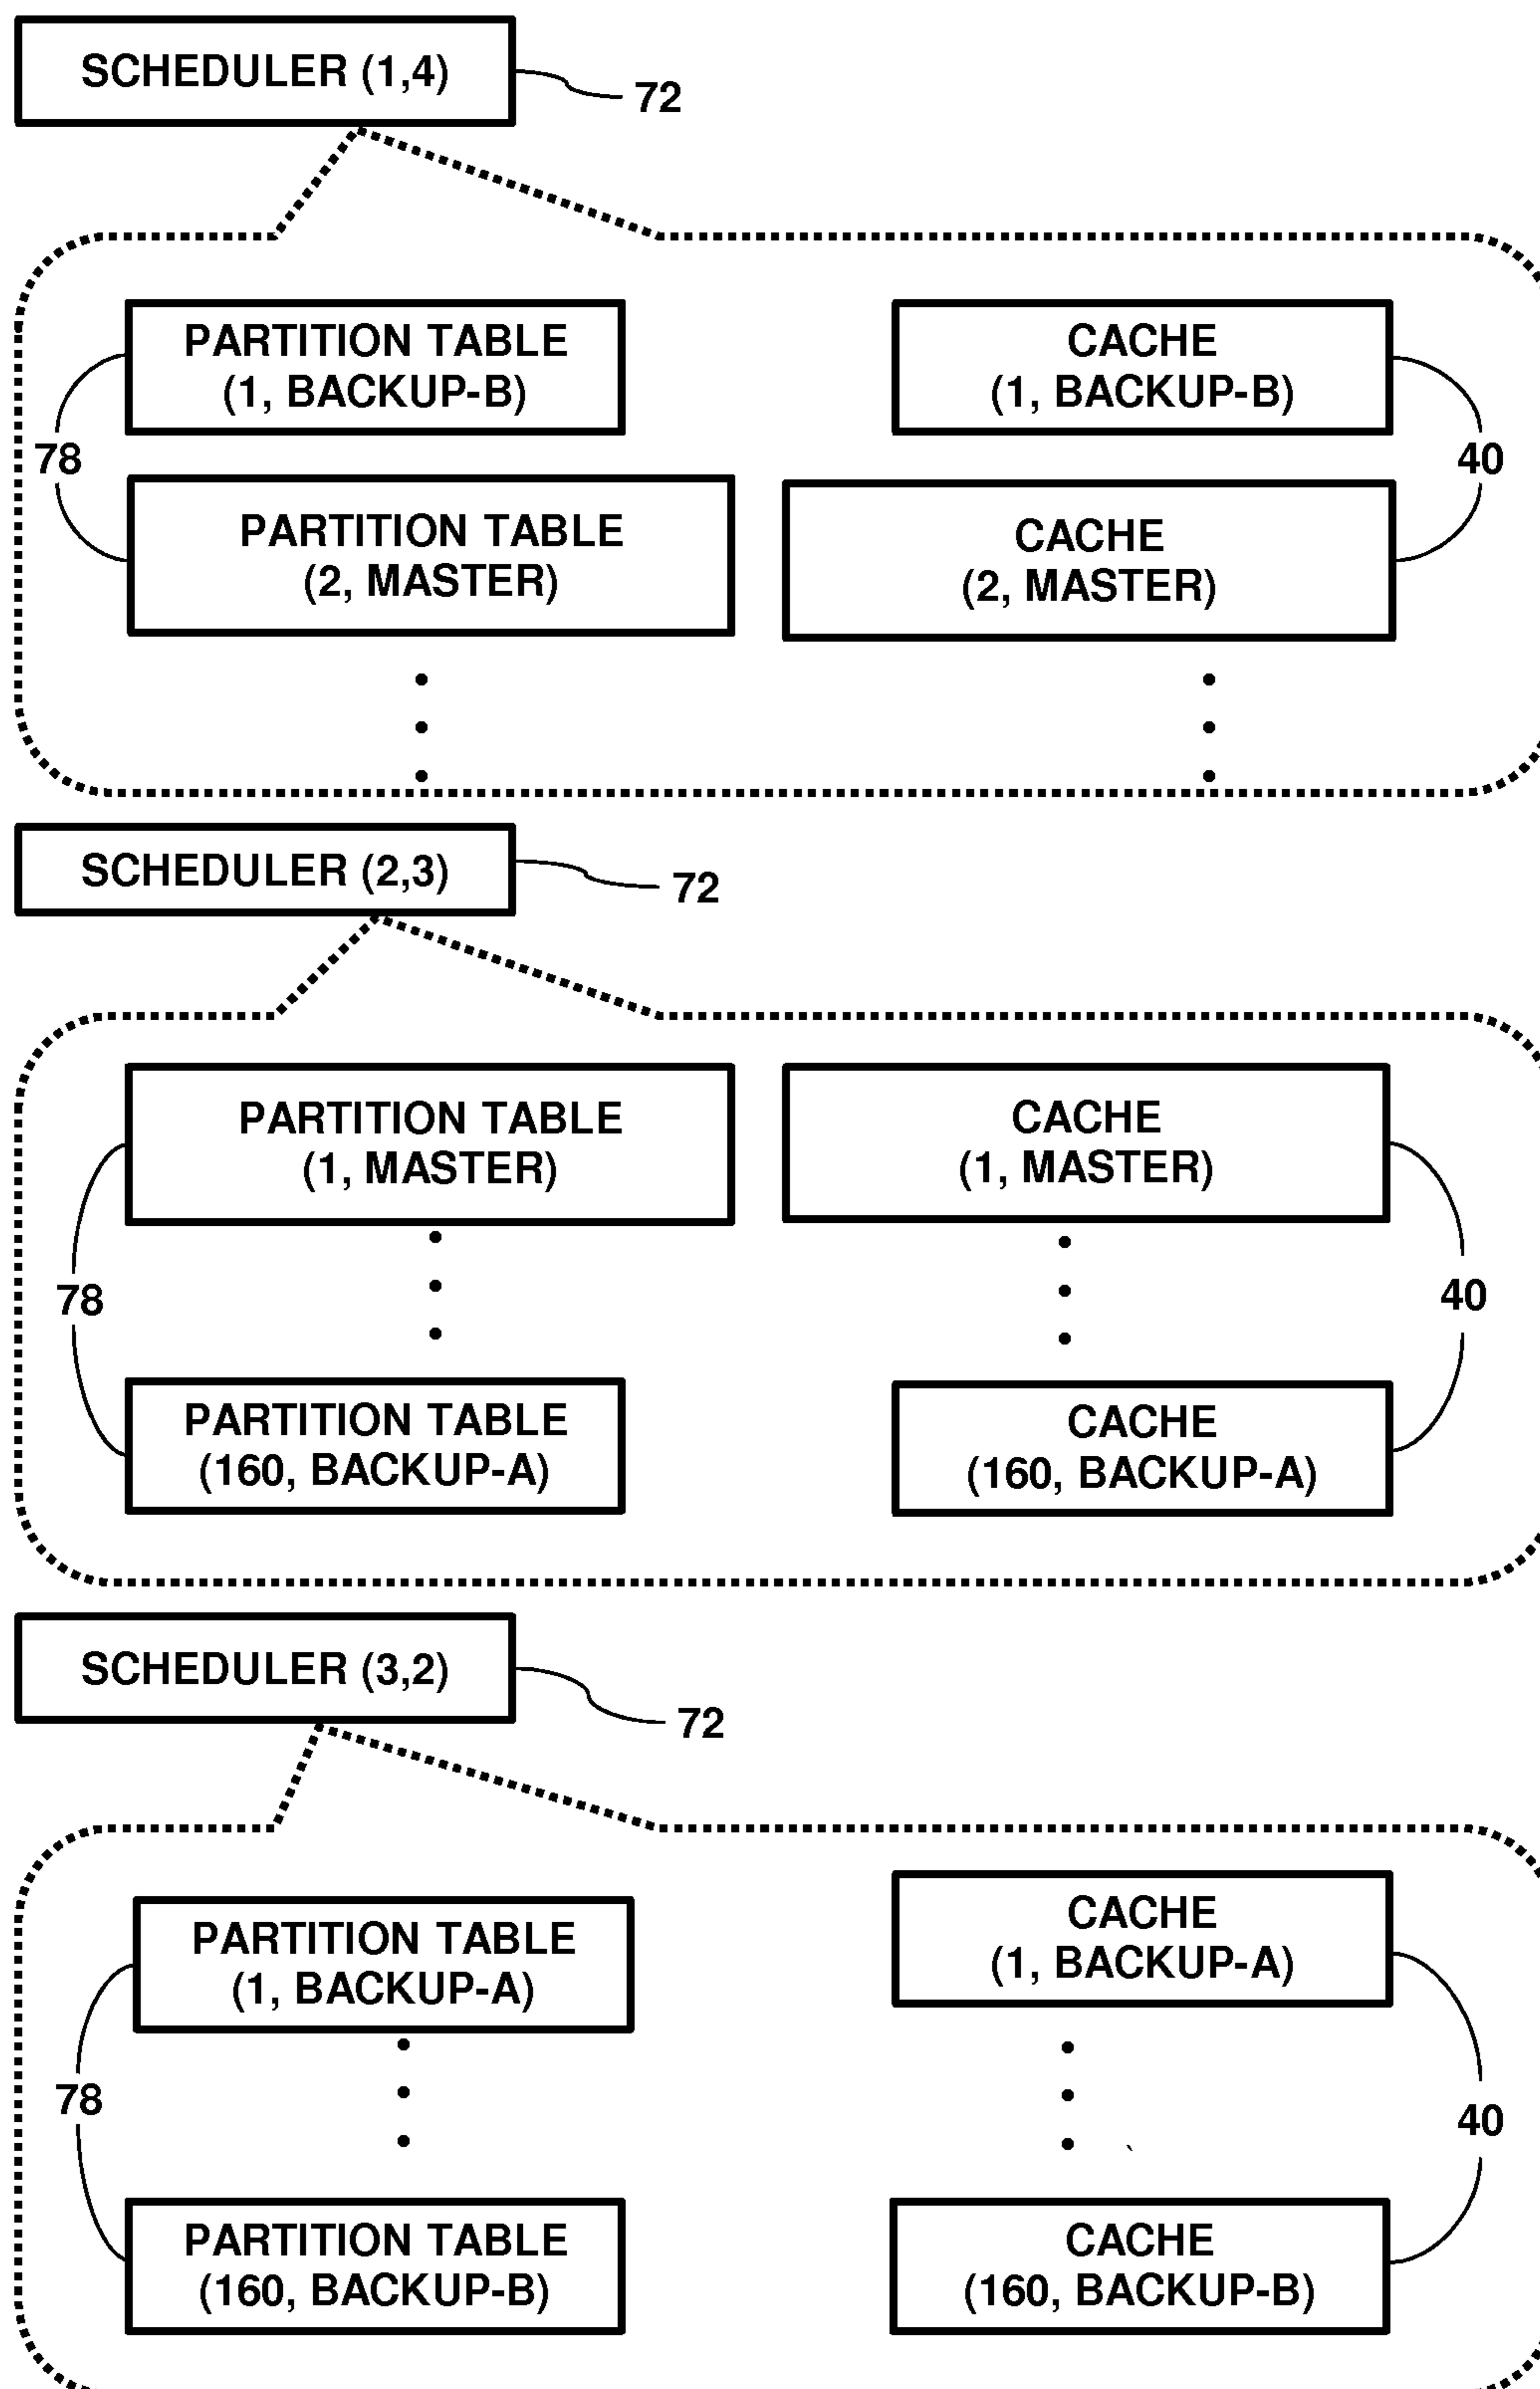 SCHEDULER (1,4)
72
PARTITION TABLE
(1, BACKUP-B)
CACHE
(1, BACKUP-B)
78
40
PARTITION TABLE
(2, MASTER)
CACHE
(2, MASTER)
SCHEDULER (2,3)
72
PARTITION TABLE
(1, MASTER)
CACHE
(1, MASTER)
78
40
PARTITION TABLE
(160, BACKUP-A)
CACHE
(160, BACKUP-A)
SCHEDULER (3,2)
72
PARTITION TABLE
(1, BACKUP-A)
CACHE
(1, BACKUP-A)
78
40
PARTITION TABLE
(160, BACKUP-B)
CACHE
(160, BACKUP-B)